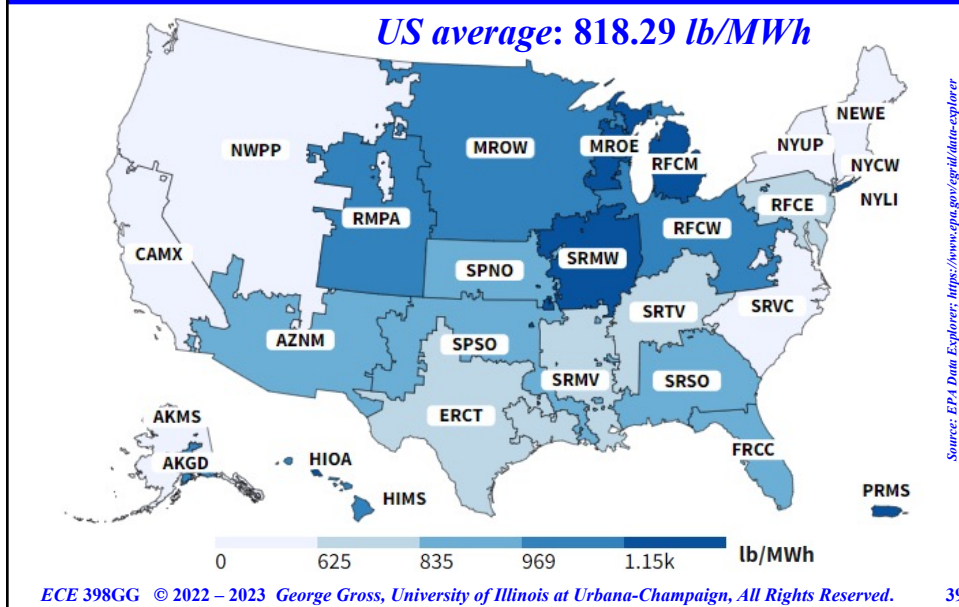 US average: 818.29 lb/MWh
NEWE
NWPP
MROW
MROE
NYUP
RFCM
NYCW
NYLI
RMPA
RFCE
RFCW
CAMX
SPNO
SRMW
SRTV
SRVC
AZNM
SPSO
SRMV
SRSO
ERCT
AKMS
FRCC
AKGD
HIOA
HIMS
PRMS
0 625 835 969 1.15k lb/MWh
Source: EPA Data Explorer; https://www.epa.gov/egrid/data-explorer
ECE 398GG © 2022 – 2023 George Gross, University of Illinois at Urbana-Champaign, All Rights Reserved. 39